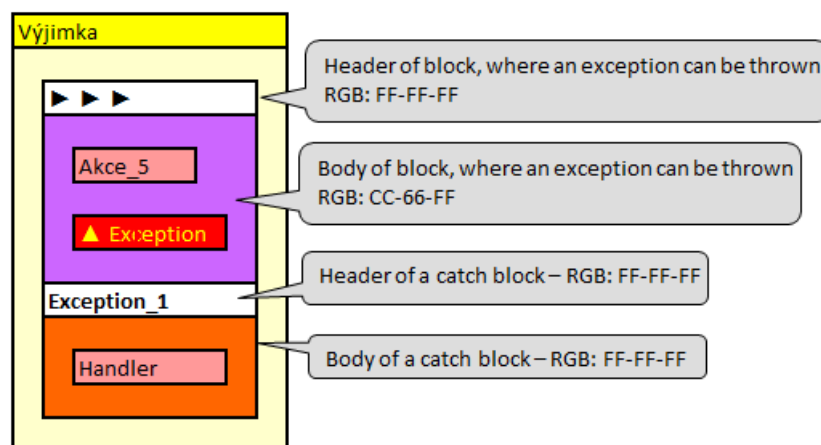 Výjimka
Header of block, where an exception can be thrown
RGB: FF-FF-FF
► ► ►
Akce_5
Body of block, where an exception can be thrown
RGB: CC-66-FF
▲ Exception
Header of a catch block – RGB: FF-FF-FF
Exception_1
Body of a catch block – RGB: FF-FF-FF
Handler